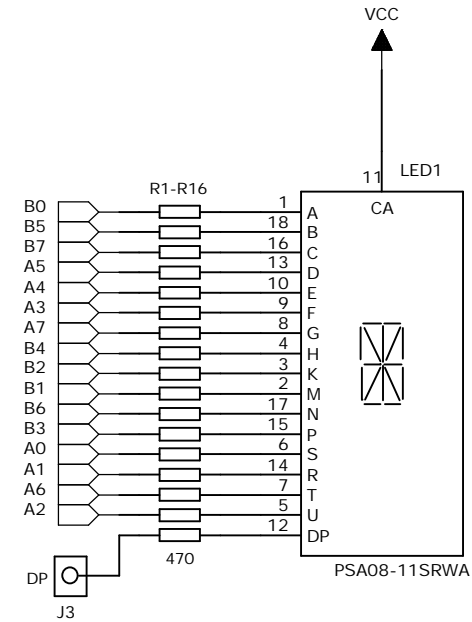 VCC
11 LED1
R1-R16
CA
B0 1 A
B5 18 B
B7 16 C
A5 13 D
A4 10 E
A3 9 F
A7 8 G
B4 4 H
B2 3 K
B1 2 M
B6 17 N
B3 15 P
A0 6 S
A1 14 R
A6 7 T
A2 5 U
12 DP
470
PSA08-11SRWA
DP
J3